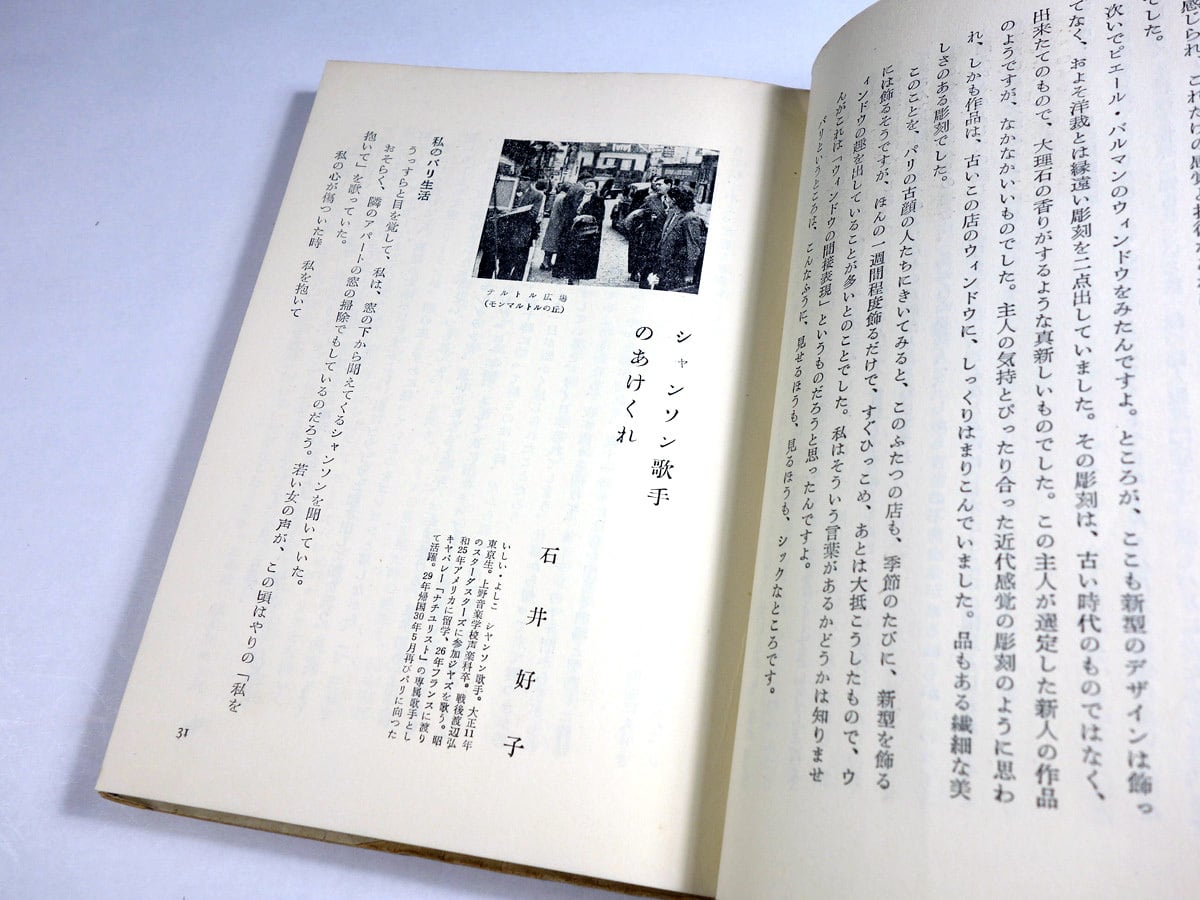 感じられ、これだけの感覚の
でした。
次いでピエール・バルマンのウィンドウをみたんですよ。ところが、ここも新型のデザインは飾っ
てなく、およそ洋裁とは縁遠い彫刻を二点出していました。その彫刻は、古い時代のものではなく、
出来たてのもので、大理石の香りがするような真新しいものでした。この主人が選定した新人の作品
のようですが、なかなかいいものでした。主人の気持とぴったり合った近代感覚の彫刻のように思わ
れ、しかも作品は、古いこの店のウィンドウに、しっくりはまりこんでいました。品もある繊細な美
しさのある彫刻でした。
このことを、パリの古顔の人たちにきいてみると、このふたつの店も、季節のたびに、新型を飾る
には飾るそうですが、ほんの一週間程度飾るだけで、すぐひっこめ、あとは大抵こうしたもので、ウ
ィンドウの趣を出していることが多いとのことでした。私はそういう言葉があるかどうかは知りませ
んがこれは「ウィンドウの間接表現」というものだろうと思ったんですよ。
パリというところは、こんなふうに、見せるほうも、見るほうも、シックなところです。
テルトル広場
(モンマルトルの丘)
シャンソン歌手
のあけくれ
石井好子
いしい・よしこ シャンソン歌手。大正11年
東京生。上野音楽学校声楽科卒。戦後渡辺弘
のスターダスターズに参加ジャズを歌う。昭
和25年アメリカに留学、26年フランスに渡り
キャバレー「ナチュリスト」の専属歌手とし
て活躍。29年帰国30年5月再びパリに向つた
私のパリ生活
うっすらと目を覚して、私は、窓の下から聞えてくるシャンソンを聞いていた。
おそらく、隣のアパートの窓の掃除でもしているのだろう。若い女の声が、この頃はやりの「私を
抱いて」を歌っていた。
私の心が傷ついた時 私を抱いて
31